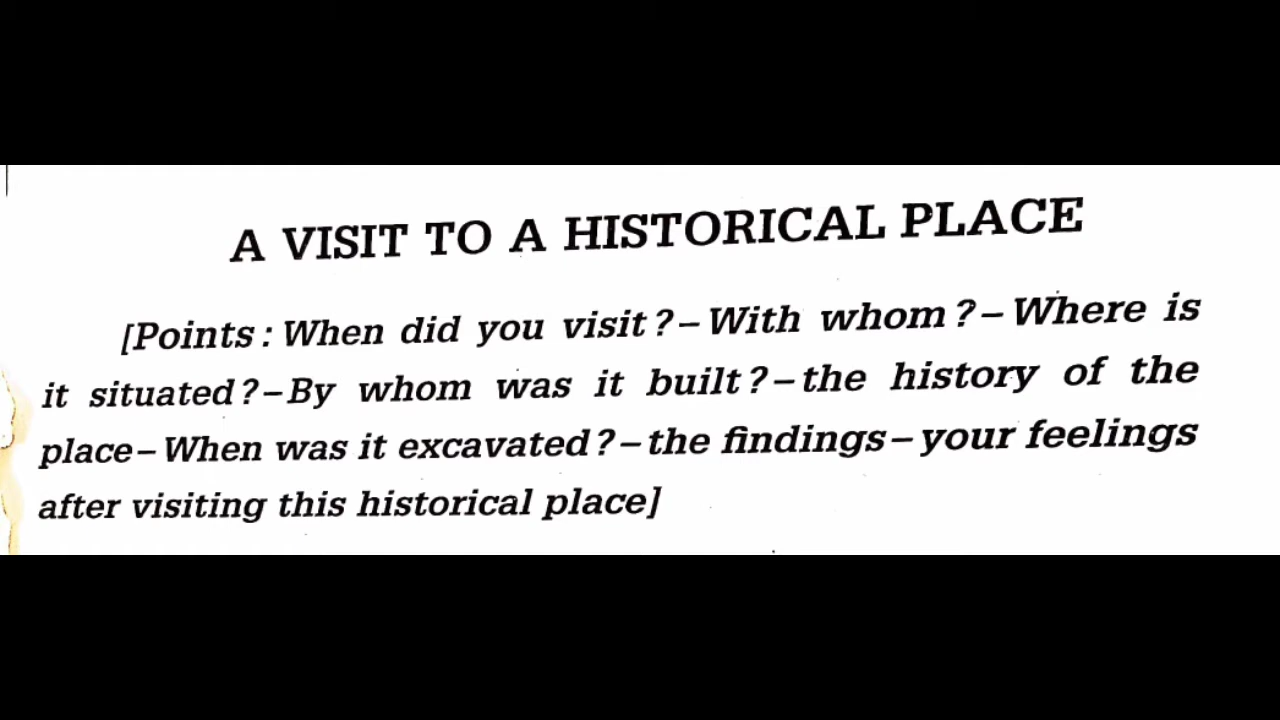 A VISIT TO A HISTORICAL PLACE
[Points : When did you visit ? – With whom ? – Where is
it situated ? – By whom was it built ? – the history of the
place – When was it excavated ? – the findings – your feelings
after visiting this historical place]